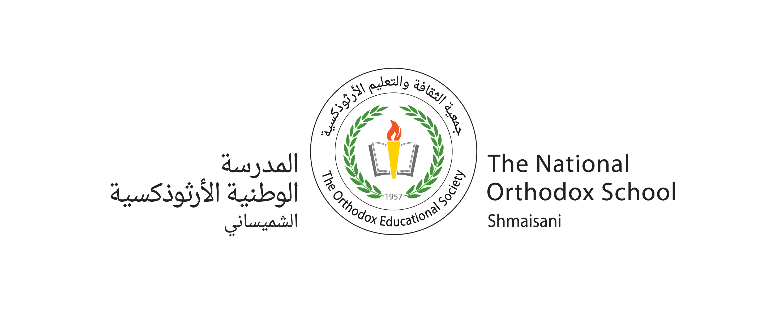 المدرسة
الوطنية الأرثوذكسية
الشميساني
جمعية الثقافة والتعليم الأرثوذكسية
1957
The Orthodox Educational Society
The National
Orthodox School
Shmaisani